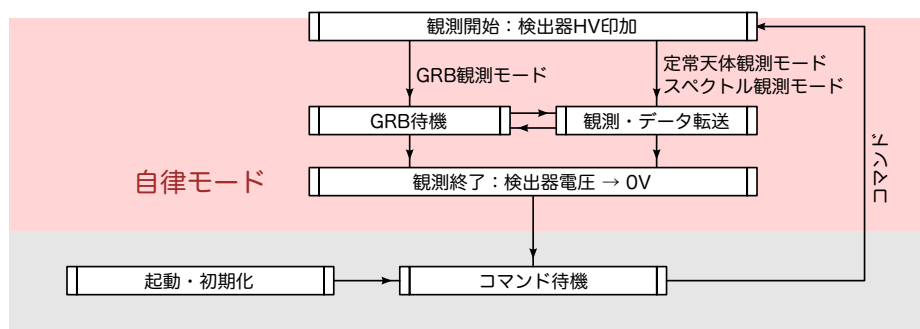 観測開始：検出器HV印加
GRB観測モード
定常天体観測モード
スペクトル観測モード
GRB待機
観測・データ転送
自律モード
観測終了：検出器電圧 → 0V
コマンド
起動・初期化
コマンド待機